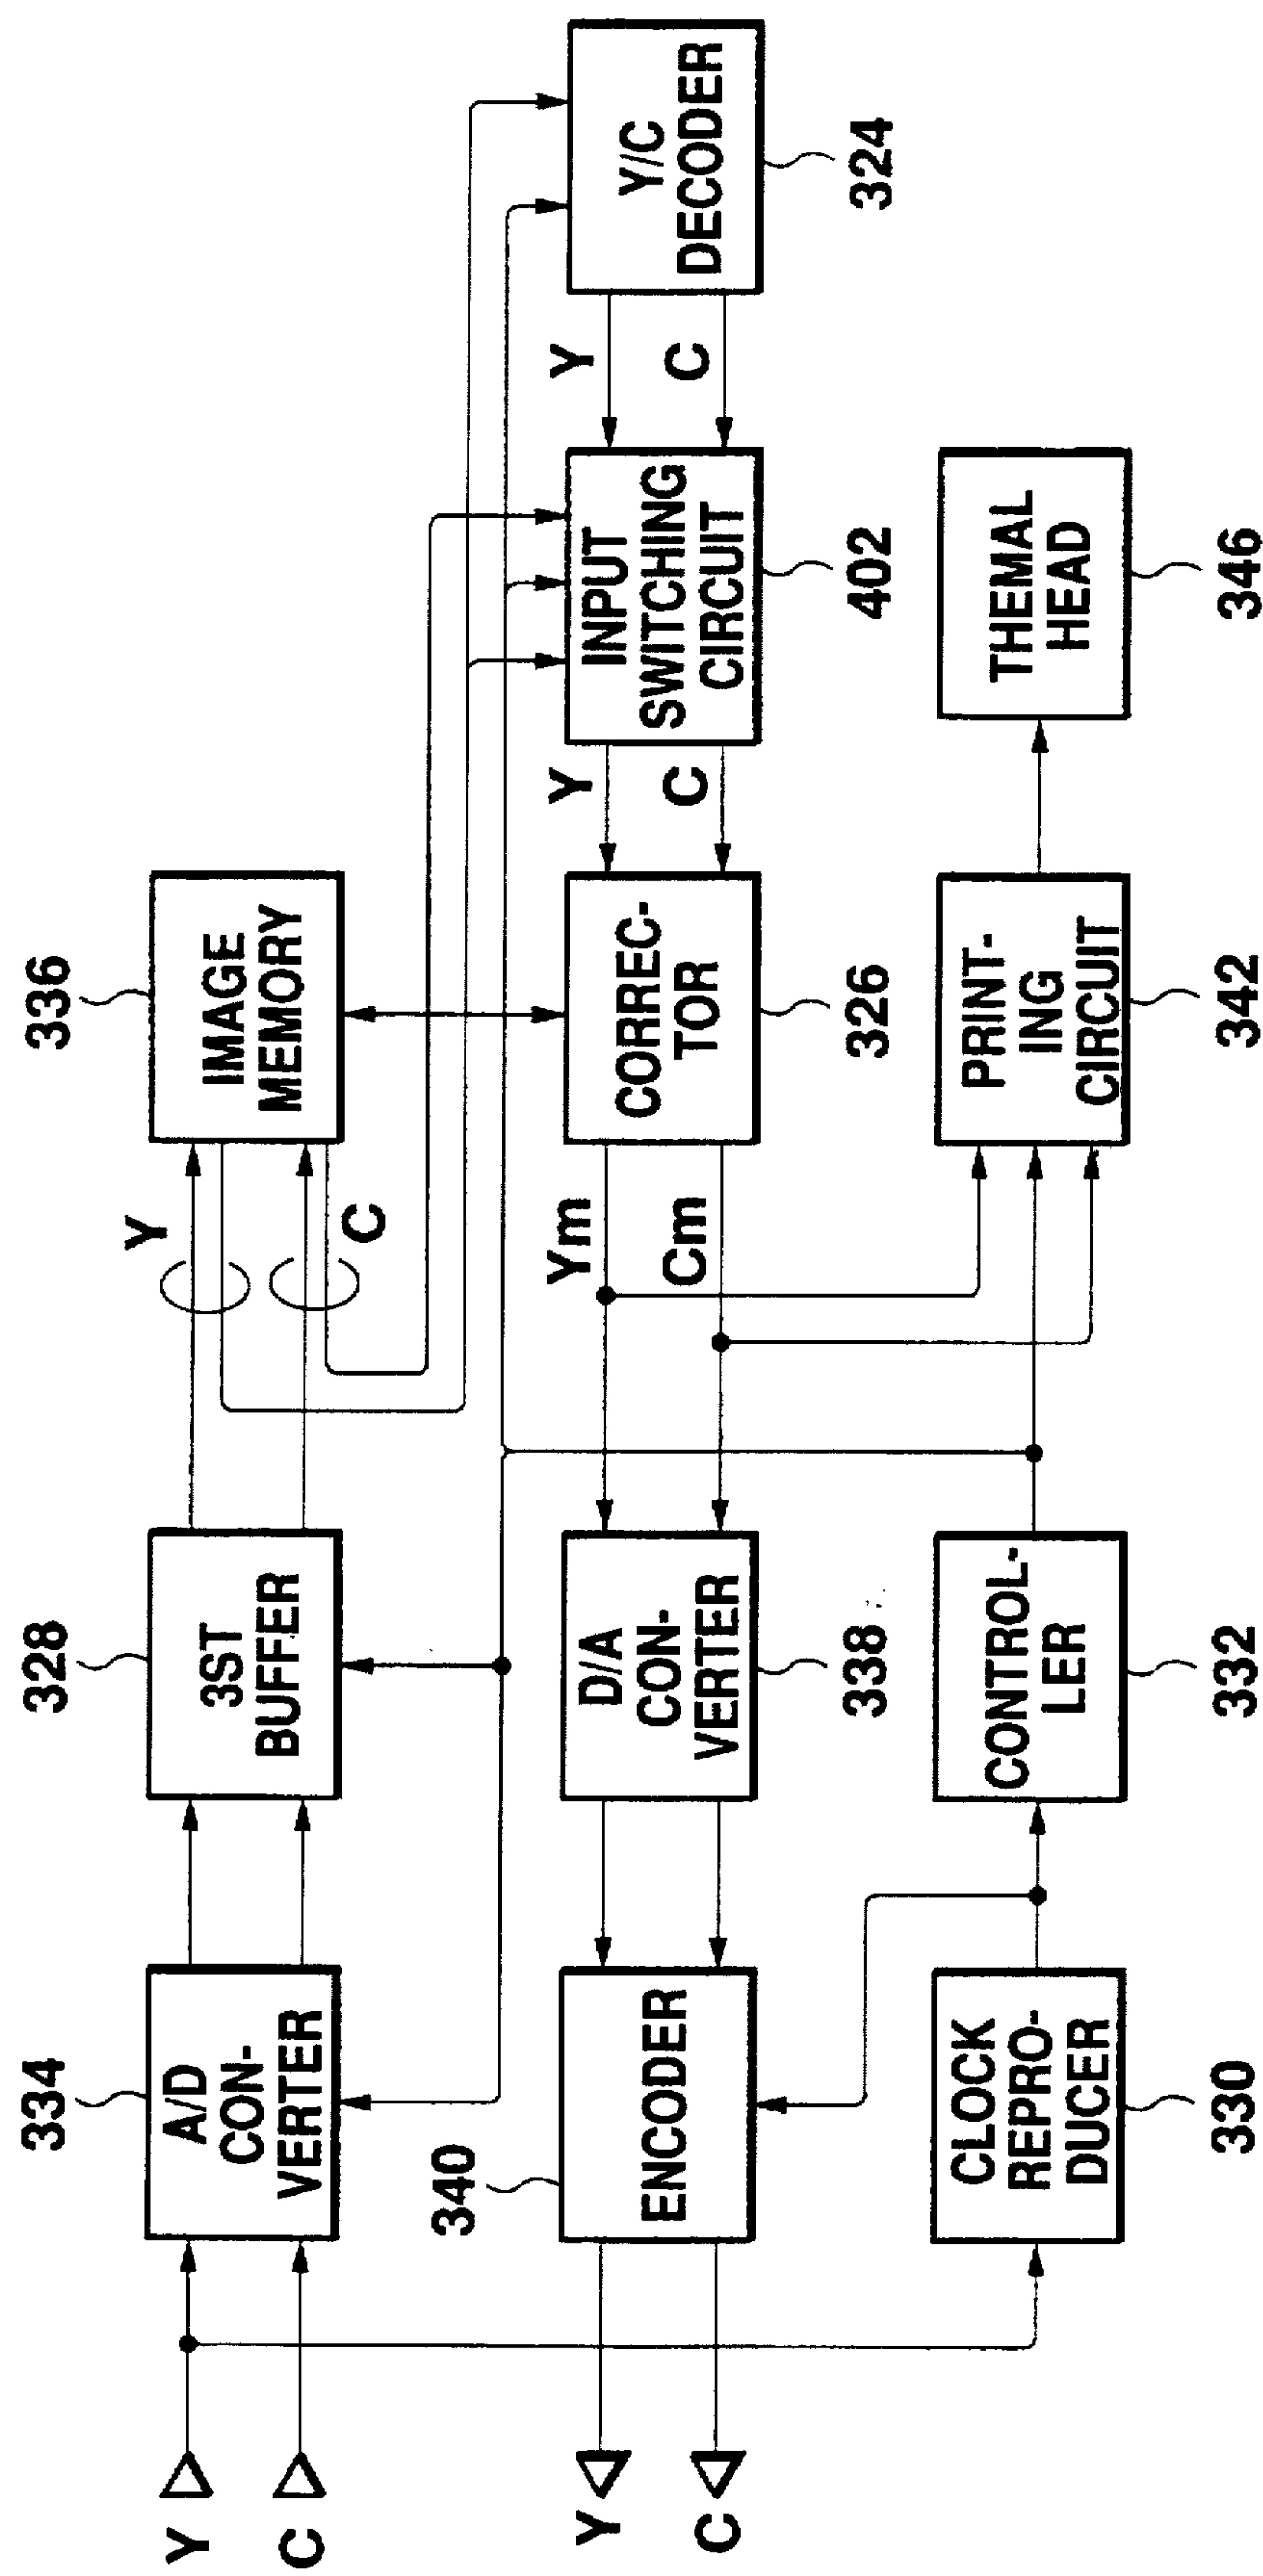 334
328
336
Y
C
A/D
CON-
VERTER
3ST
BUFFER
IMAGE
MEMORY
Y
C
340
Y
C
ENCODER
D/A
CON-
VERTER
338
Ym
Cm
CORREC-
TOR
326
Y
C
INPUT
SWITCHING
CIRCUIT
402
Y
C
Y/C
DECODER
324
CLOCK
REPRO-
DUCER
330
CONTROL-
LER
332
PRINT-
ING
CIRCUIT
342
THEMAL
HEAD
346